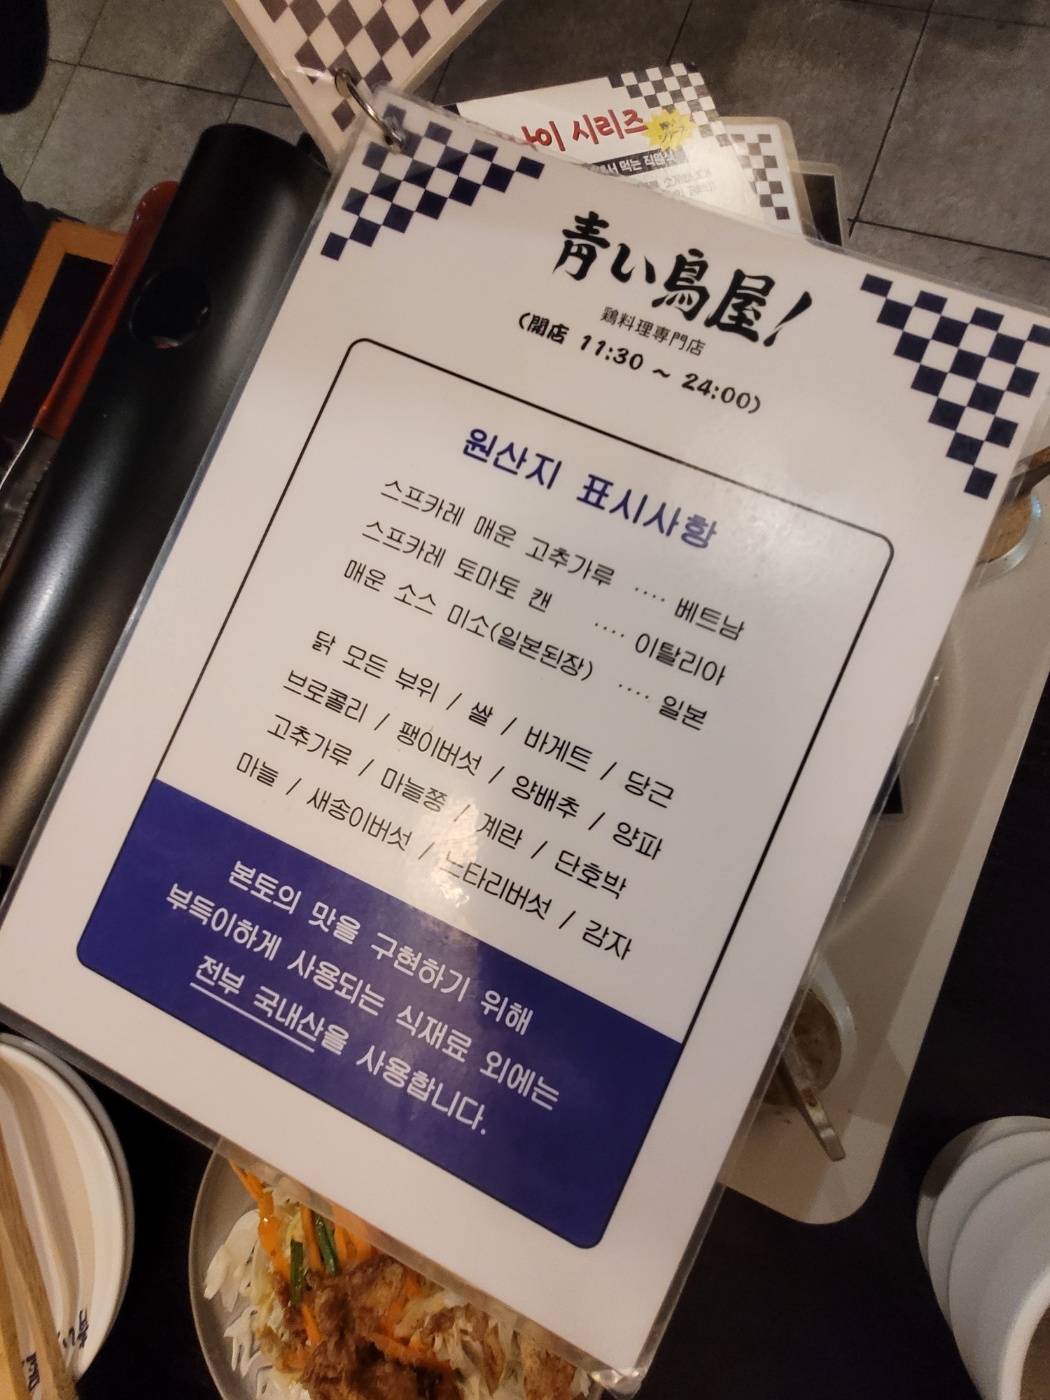 이 시리즈
青い鳥屋!
鶏料理専門店
(開店 11:30 ~ 24:00)
원산지 표시사항
스프카레 매운 고추가루 ···· 베트남
스프카레 토마토 캔 ···· 이탈리아
매운 소스 미소(일본된장) ···· 일본
닭 모든 부위 / 쌀 / 바게트 / 당근
브로콜리 / 팽이버섯 / 양배추 / 양파
고추가루 / 마늘쫑 / 계란 / 단호박
마늘 / 새송이버섯 / 느타리버섯 / 감자
본토의 맛을 구현하기 위해
부득이하게 사용되는 식재료 외에는
전부 국내산을 사용합니다.